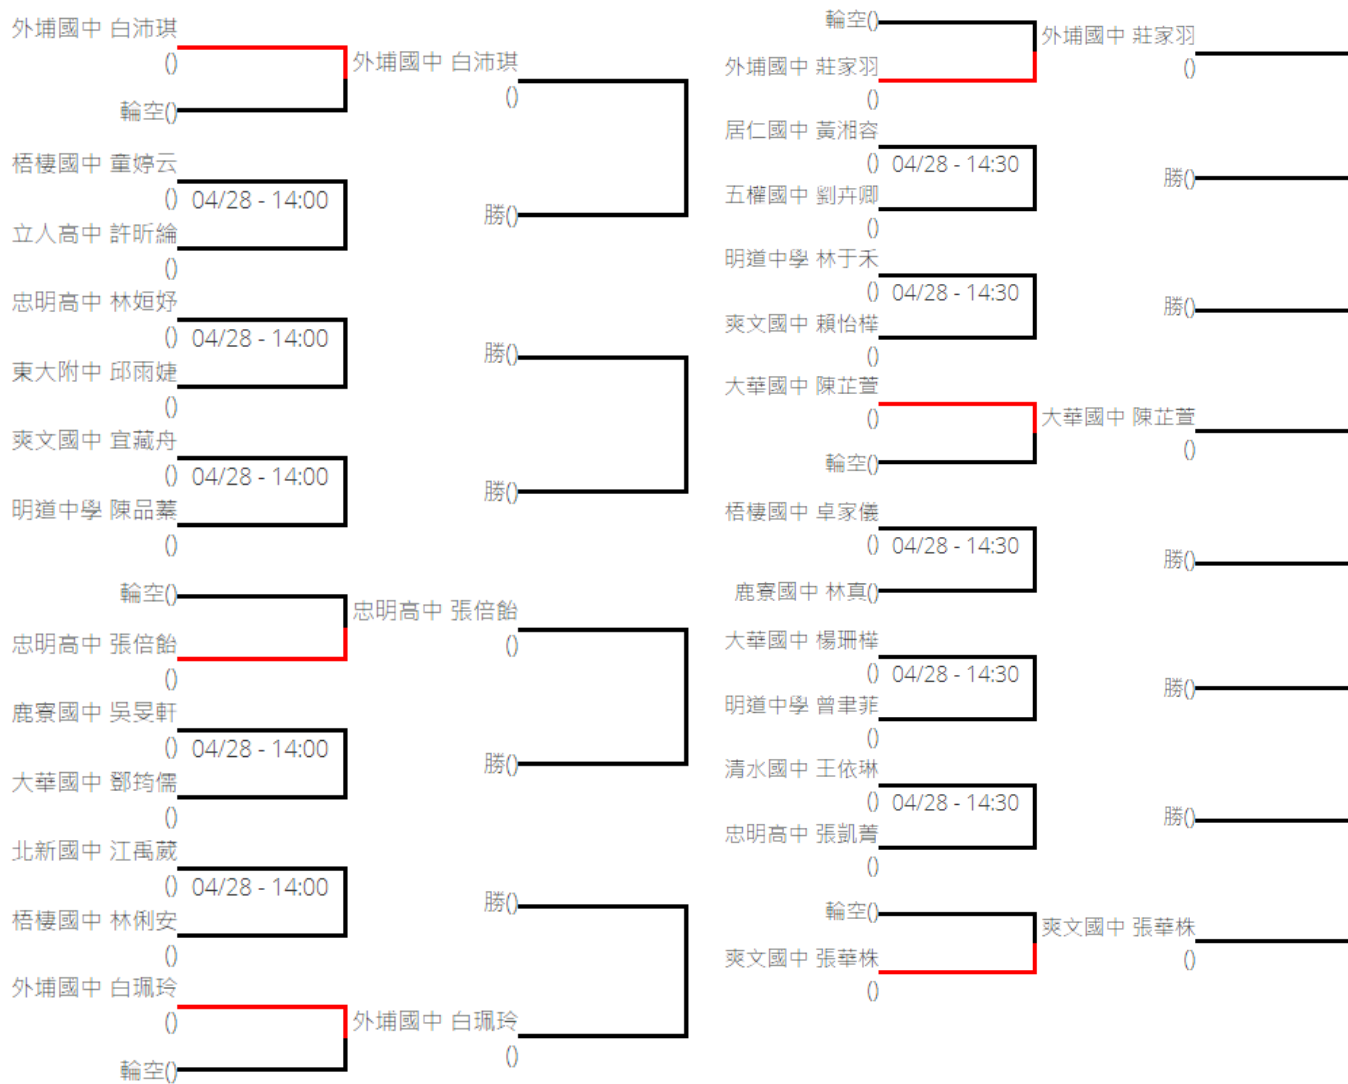 外埔國中 白沛琪
()
輪空()
外埔國中 白沛琪
()
梧棲國中 童婷云
() 04/28 - 14:00
立人高中 許昕綸
()
勝()
忠明高中 林姮妤
() 04/28 - 14:00
東大附中 邱雨婕
()
勝()
爽文國中 宜藏舟
() 04/28 - 14:00
明道中學 陳品蓁
()
勝()
輪空()
忠明高中 張倍飴
()
忠明高中 張倍飴
()
鹿寮國中 吳旻軒
() 04/28 - 14:00
大華國中 鄧筠儒
()
勝()
北新國中 江禹葳
() 04/28 - 14:00
梧棲國中 林俐安
()
勝()
外埔國中 白珮玲
()
輪空()
外埔國中 白珮玲
()
輪空()
外埔國中 莊家羽
()
外埔國中 莊家羽
()
居仁國中 黃湘容
() 04/28 - 14:30
五權國中 劉卉卿
()
勝()
明道中學 林于禾
() 04/28 - 14:30
爽文國中 賴怡樺
()
勝()
大華國中 陳芷萱
()
輪空()
大華國中 陳芷萱
()
梧棲國中 卓家儀
() 04/28 - 14:30
鹿寮國中 林真()
勝()
大華國中 楊珊樺
() 04/28 - 14:30
明道中學 曾聿菲
()
勝()
清水國中 王依琳
() 04/28 - 14:30
忠明高中 張凱菁
()
勝()
輪空()
爽文國中 張華株
()
爽文國中 張華株
()